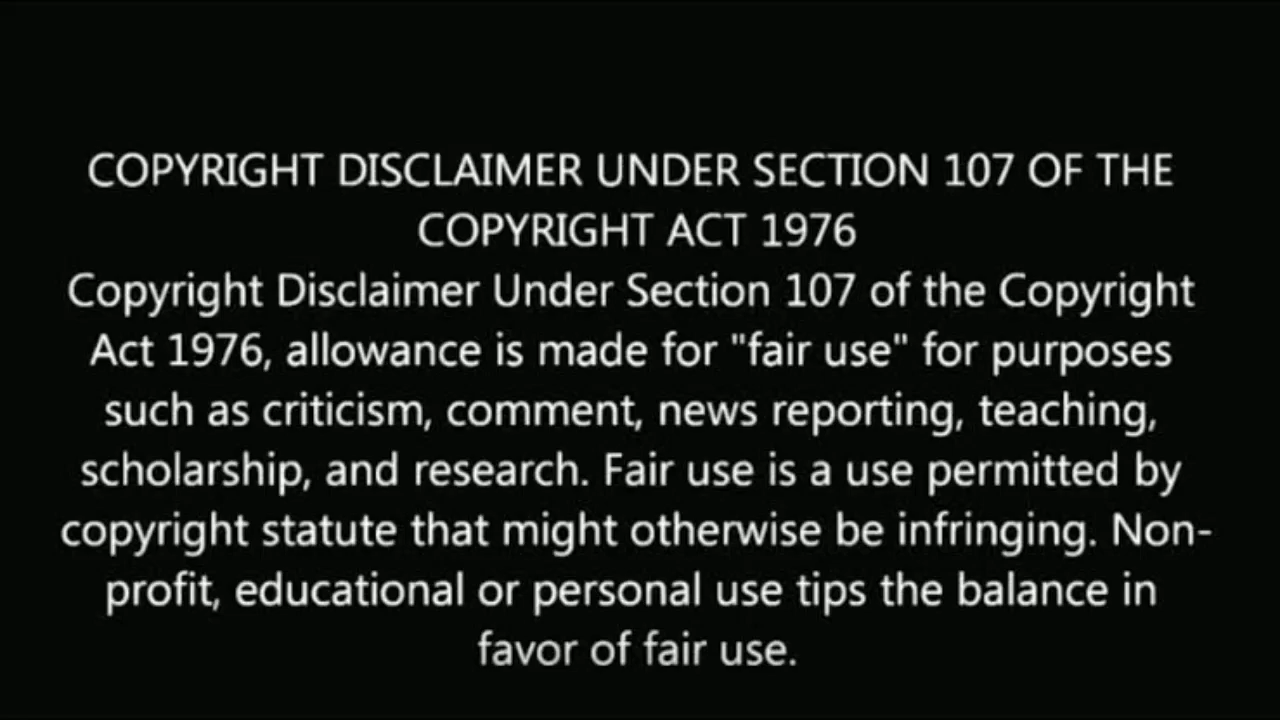 COPYRIGHT DISCLAIMER UNDER SECTION 107 OF THE
COPYRIGHT ACT 1976
Copyright Disclaimer Under Section 107 of the Copyright
Act 1976, allowance is made for "fair use" for purposes
such as criticism, comment, news reporting, teaching,
scholarship, and research. Fair use is a use permitted by
copyright statute that might otherwise be infringing. Non-
profit, educational or personal use tips the balance in
favor of fair use.